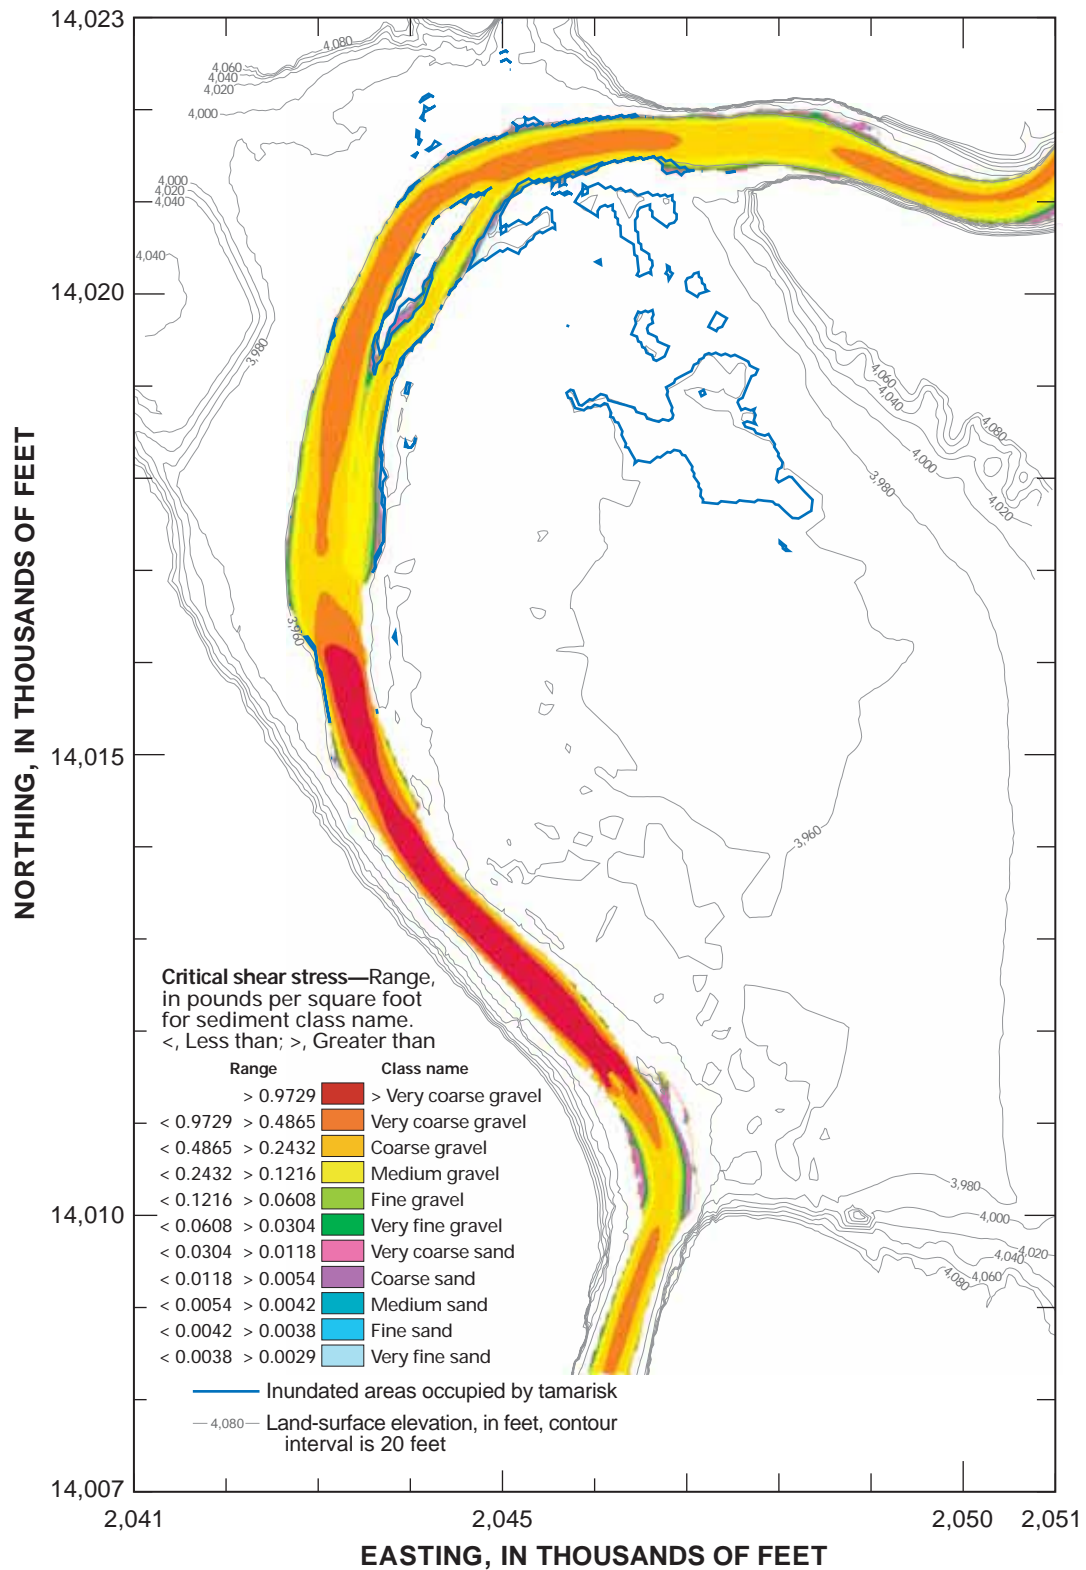 14,023
14,020
14,015
14,010
14,007
NORTHING, IN THOUSANDS OF FEET
4,080
4,060
4,040
4,020
4,000
4,000
4,020
4,040
4,040
3,980
3,960
4,060
4,040
4,080
4,000
3,980
4,020
3,960
3,980
4,000
4,020
4,040
4,060
4,080
Critical shear stress—Range,
in pounds per square foot
for sediment class name.
<, Less than; >, Greater than
Range Class name
> 0.9729 > Very coarse gravel
< 0.9729 > 0.4865 Very coarse gravel
< 0.4865 > 0.2432 Coarse gravel
< 0.2432 > 0.1216 Medium gravel
< 0.1216 > 0.0608 Fine gravel
< 0.0608 > 0.0304 Very fine gravel
< 0.0304 > 0.0118 Very coarse sand
< 0.0118 > 0.0054 Coarse sand
< 0.0054 > 0.0042 Medium sand
< 0.0042 > 0.0038 Fine sand
< 0.0038 > 0.0029 Very fine sand
Inundated areas occupied by tamarisk
4,080 Land-surface elevation, in feet, contour
interval is 20 feet
2,041 2,045 2,050 2,051
EASTING, IN THOUSANDS OF FEET